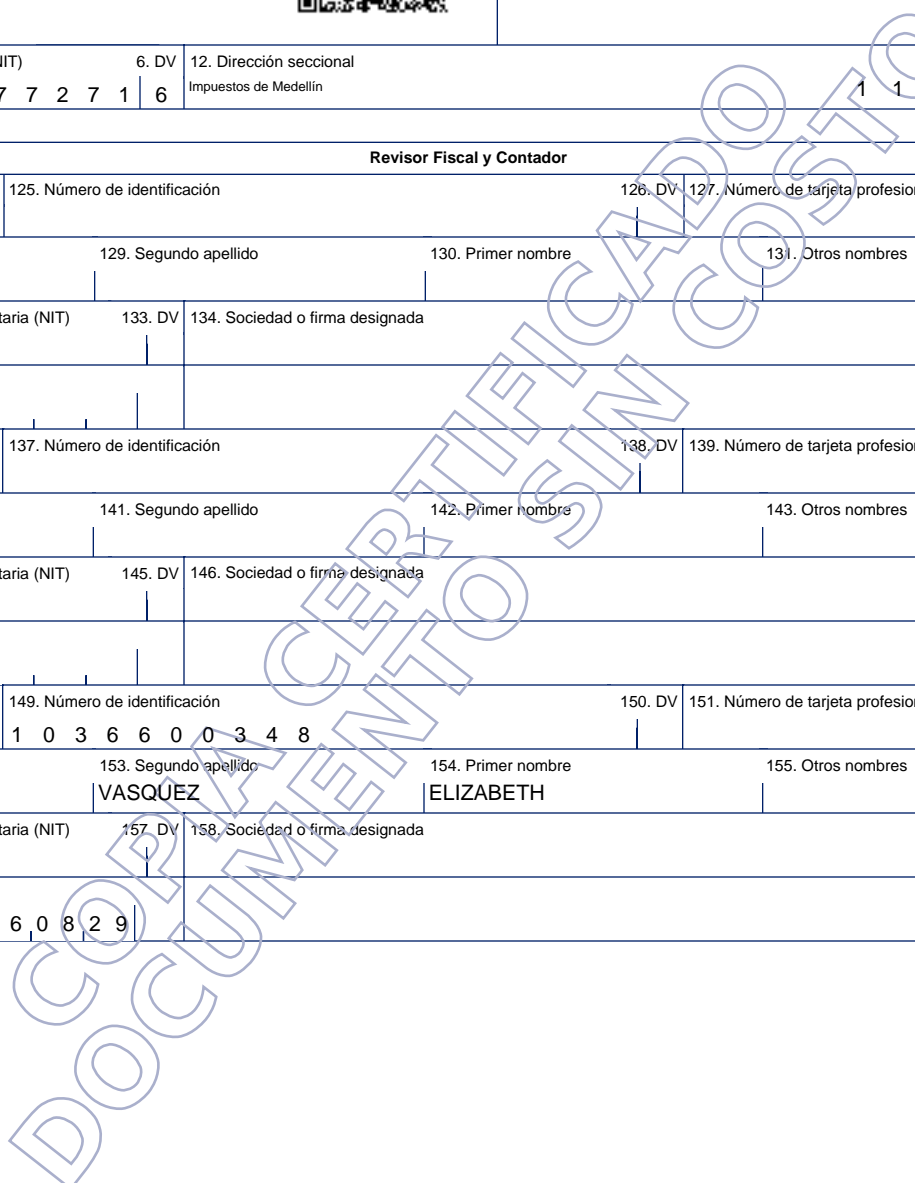 NIT) 6. DV 12. Dirección seccional
7 7 2 7 1 6 Impuestos de Medellín 1 1
Revisor Fiscal y Contador
125. Número de identificación 126. DV 127. Número de tarjeta profesion
129. Segundo apellido 130. Primer nombre 131. Otros nombres
taria (NIT) 133. DV 134. Sociedad o firma designada
137. Número de identificación 138. DV 139. Número de tarjeta profesion
141. Segundo apellido 142. Primer nombre 143. Otros nombres
taria (NIT) 145. DV 146. Sociedad o firma designada
149. Número de identificación 150. DV 151. Número de tarjeta profesion
1 0 3 6 6 0 0 3 4 8
153. Segundo apellido 154. Primer nombre 155. Otros nombres
VASQUEZ ELIZABETH
taria (NIT) 157. DV 158. Sociedad o firma designada
6 0 8 2 9
COPIA CERTIFICADO
DOCUMENTO SIN COSTO